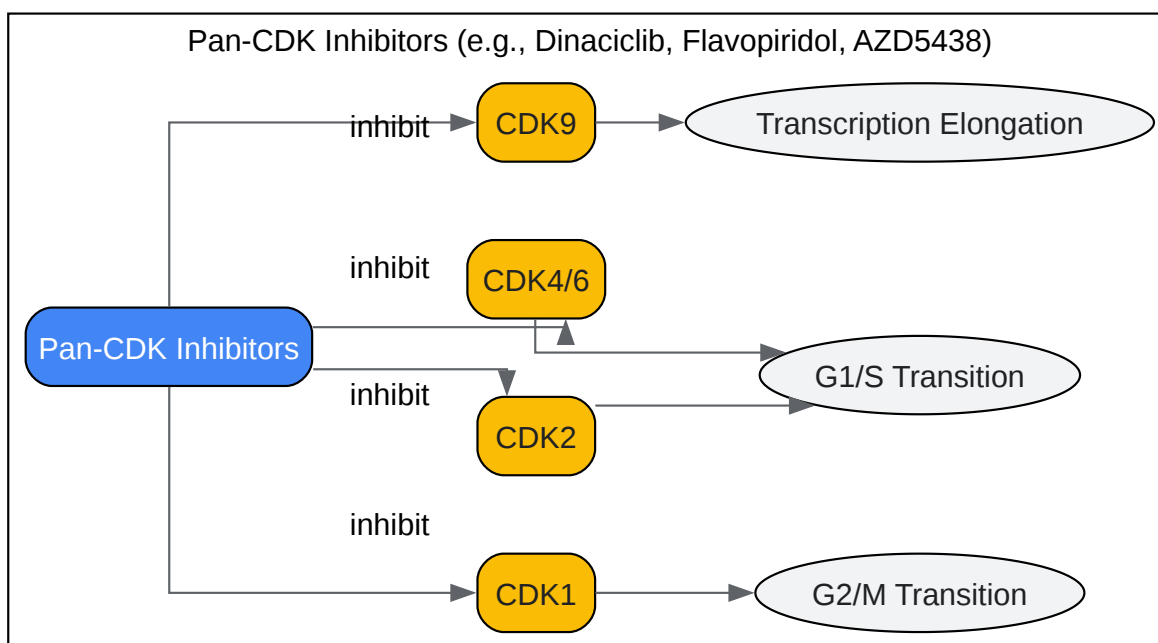 Pan-CDK Inhibitors (e.g., Dinaciclib, Flavopiridol, AZD5438)
inhibit
CDK9
Transcription Elongation
inhibit
CDK4/6
Pan-CDK Inhibitors
G1/S Transition
inhibit
CDK2
inhibit
CDK1
G2/M Transition